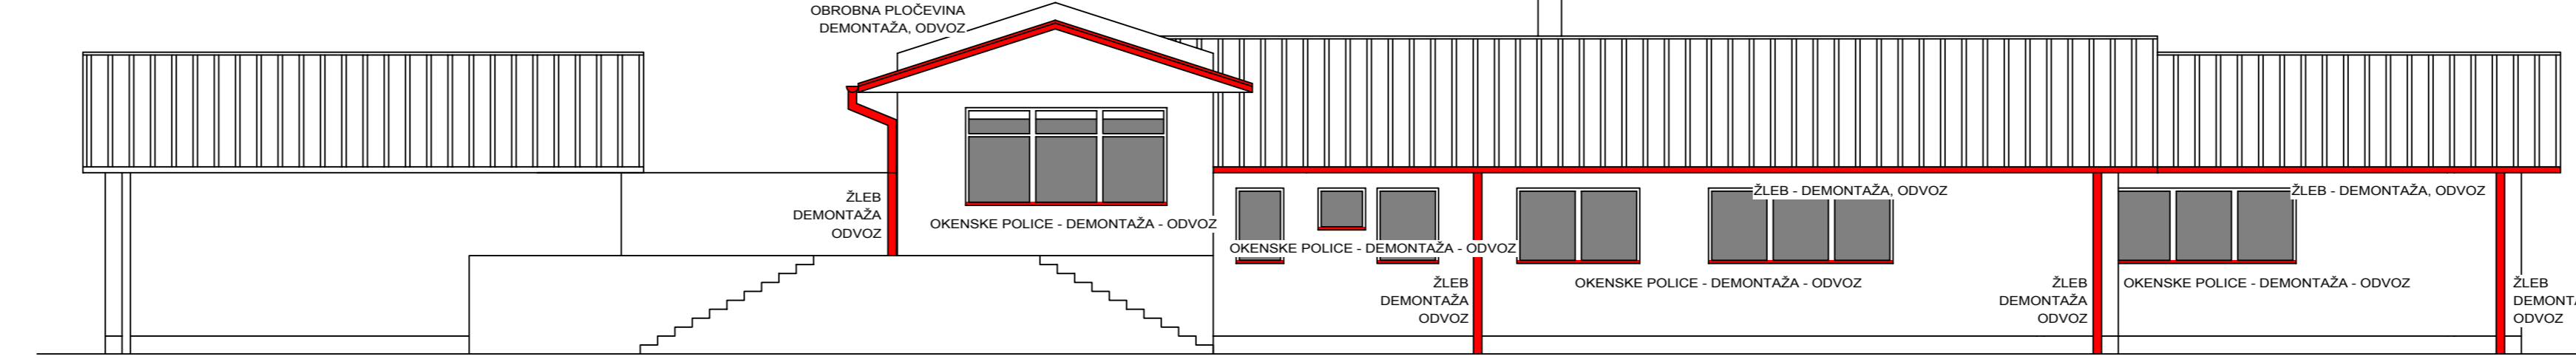 OBROBNA PLOČEVINA
DEMONTAŽA, ODVOZ
ŽLEB
DEMONTAŽA
ODVOZ
OKENSKE POLICE - DEMONTAŽA - ODVOZ
OKENSKE POLICE - DEMONTAŽA - ODVOZ
ŽLEB
DEMONTAŽA
ODVOZ
ŽLEB - DEMONTAŽA, ODVOZ
OKENSKE POLICE - DEMONTAŽA - ODVOZ
ŽLEB
DEMONTAŽA
ODVOZ
ŽLEB - DEMONTAŽA, ODVOZ
OKENSKE POLICE - DEMONTAŽA - ODVOZ
ŽLEB
DEMONT
ODVOZ